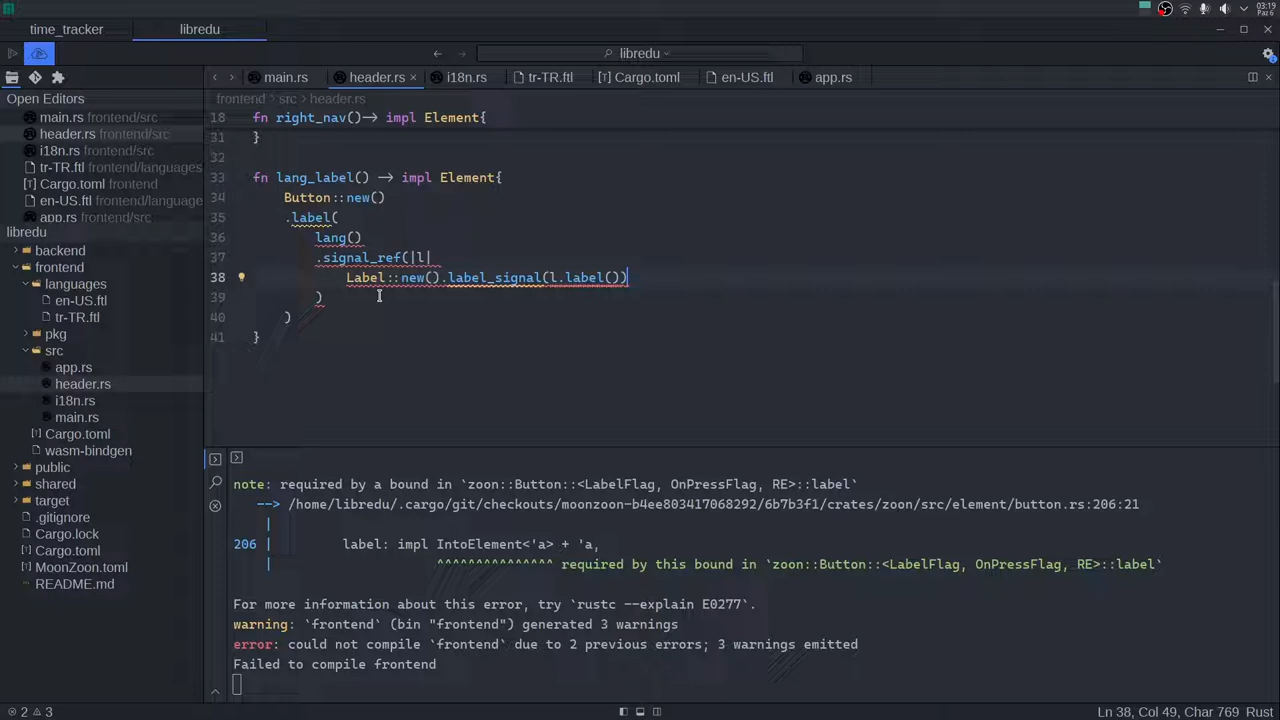 03:19
Paz 6
time_tracker
libredu
libredu
main.rs
header.rs ×
i18n.rs
tr-TR.ftl
Cargo.toml
en-US.ftl
app.rs
Open Editors
main.rs frontend/src
header.rs frontend/src
i18n.rs frontend/src
tr-TR.ftl frontend/languages
Cargo.toml frontend
en-US.ftl frontend/languages
app.rs frontend/src
libredu
backend
frontend
languages
en-US.ftl
tr-TR.ftl
pkg
src
app.rs
header.rs
i18n.rs
main.rs
Cargo.toml
wasm-bindgen
public
shared
target
.gitignore
Cargo.lock
Cargo.toml
MoonZoon.toml
README.md
frontend > src > header.rs
18 fn right_nav()-> impl Element{
31 }
32
33 fn lang_label() -> impl Element{
34 Button::new()
35 .label(
36 lang()
37 .signal_ref(|l|
38 Label::new().label_signal(l.label())
39 )
40 )
41 }
note: required by a bound in `zoon::Button::<LabelFlag, OnPressFlag, RE>::label`
--> /home/libredu/.cargo/git/checkouts/moonzoon-b4ee803417068292/6b7b3f1/crates/zoon/src/element/button.rs:206:21
|
206 | label: impl IntoElement<'a> + 'a,
| ^^^^^^^^^^^^^^^ required by this bound in `zoon::Button::<LabelFlag, OnPressFlag, RE>::label`
For more information about this error, try `rustc --explain E0277`.
warning: `frontend` (bin "frontend") generated 3 warnings
error: could not compile `frontend` due to 2 previous errors; 3 warnings emitted
Failed to compile frontend
2 3
Ln 38, Col 49, Char 769 Rust